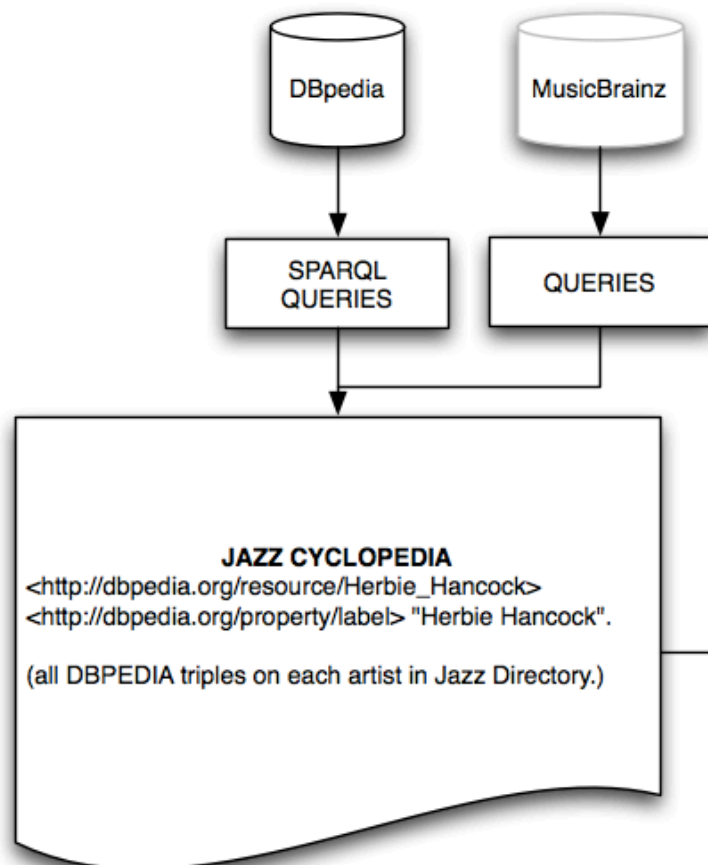 DBpedia
MusicBrainz
SPARQL
QUERIES
QUERIES
JAZZ CYCLOPEDIA
<http://dbpedia.org/resource/Herbie_Hancock>
<http://dbpedia.org/property/label> "Herbie Hancock".
(all DBPEDIA triples on each artist in Jazz Directory.)